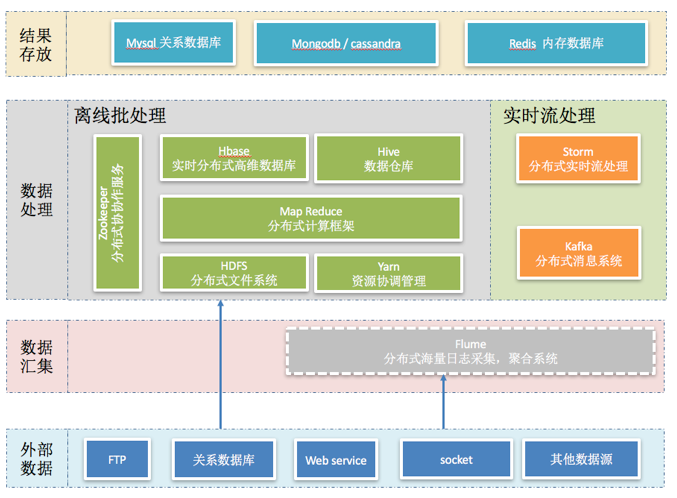 结果
存放
Mysql 关系数据库
Mongodb / cassandra
Redis 内存数据库
数据
处理
离线批处理
Zookeeper
分布式协协作服务
Hbase
实时分布式高维数据库
Hive
数据仓库
Map Reduce
分布式计算框架
HDFS
分布式文件系统
Yarn
资源协调管理
实时流处理
Storm
分布式实时流处理
Kafka
分布式消息系统
数据
汇集
Flume
分布式海量日志采集，聚合系统
外部
数据
FTP
关系数据库
Web service
socket
其他数据源